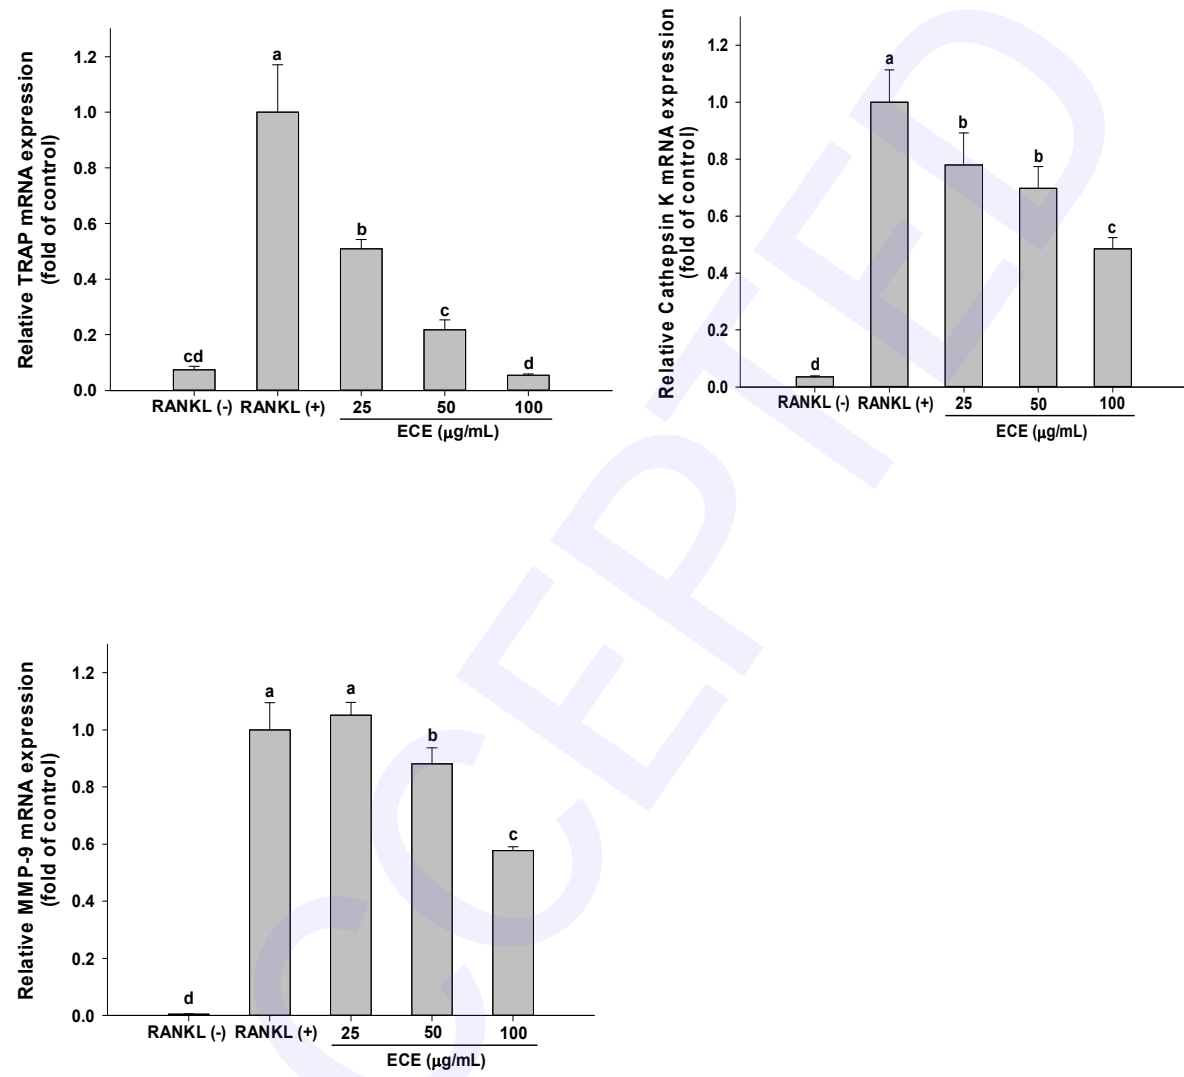 Relative TRAP mRNA expression
(fold of control)
1.2
1.0
0.8
0.6
0.4
0.2
0.0
cd
a
b
c
d
RANKL (-) RANKL (+) 25 50 100
ECE (μg/mL)
Relative Cathepsin K mRNA expression
(fold of control)
1.2
1.0
0.8
0.6
0.4
0.2
0.0
d
a
b
b
c
RANKL (-) RANKL (+) 25 50 100
ECE (μg/mL)
Relative MMP-9 mRNA expression
(fold of control)
1.2
1.0
0.8
0.6
0.4
0.2
0.0
d
a
a
b
c
RANKL (-) RANKL (+) 25 50 100
ECE (μg/mL)
CCEPTED